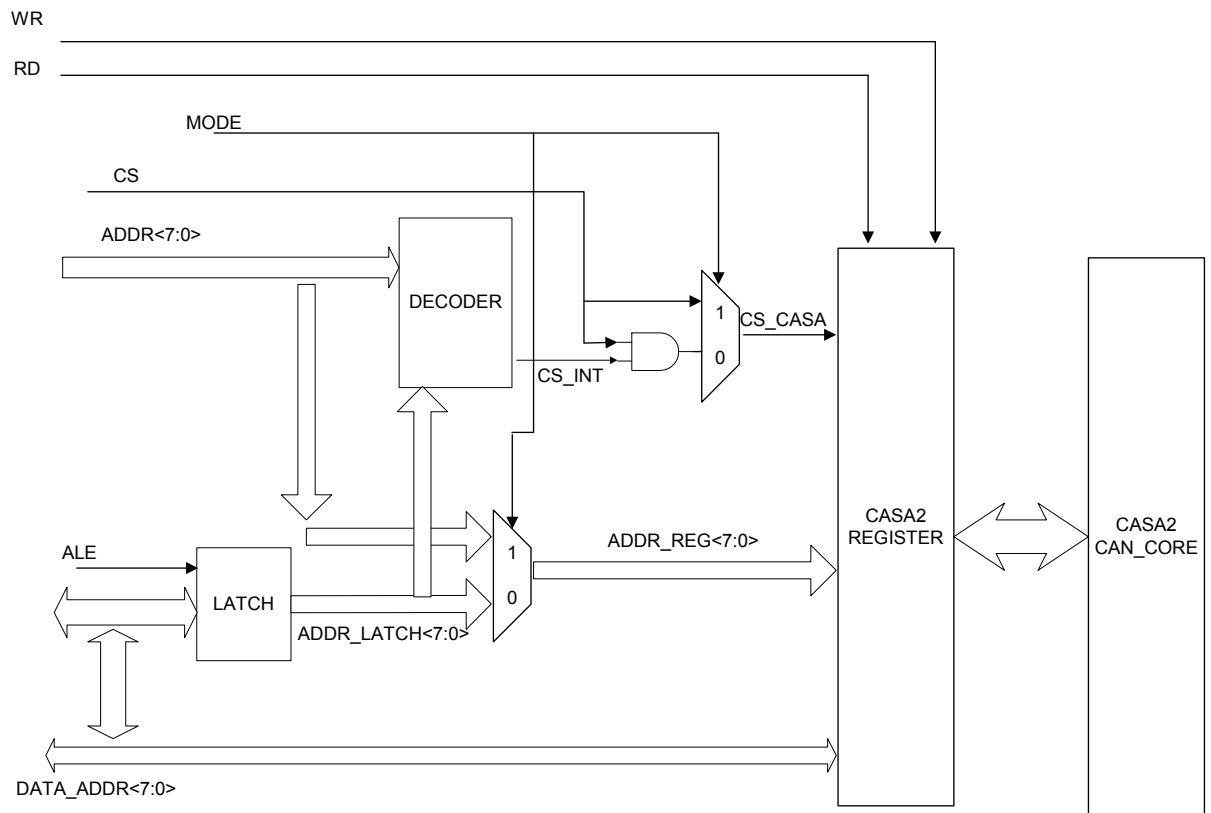 WR
RD
MODE
CS
ADDR<7:0>
DECODER
1
CS_CASA
0
CS_INT
CASA2
REGISTER
CASA2
CAN_CORE
ALE
LATCH
1
ADDR_REG<7:0>
0
ADDR_LATCH<7:0>
DATA_ADDR<7:0>